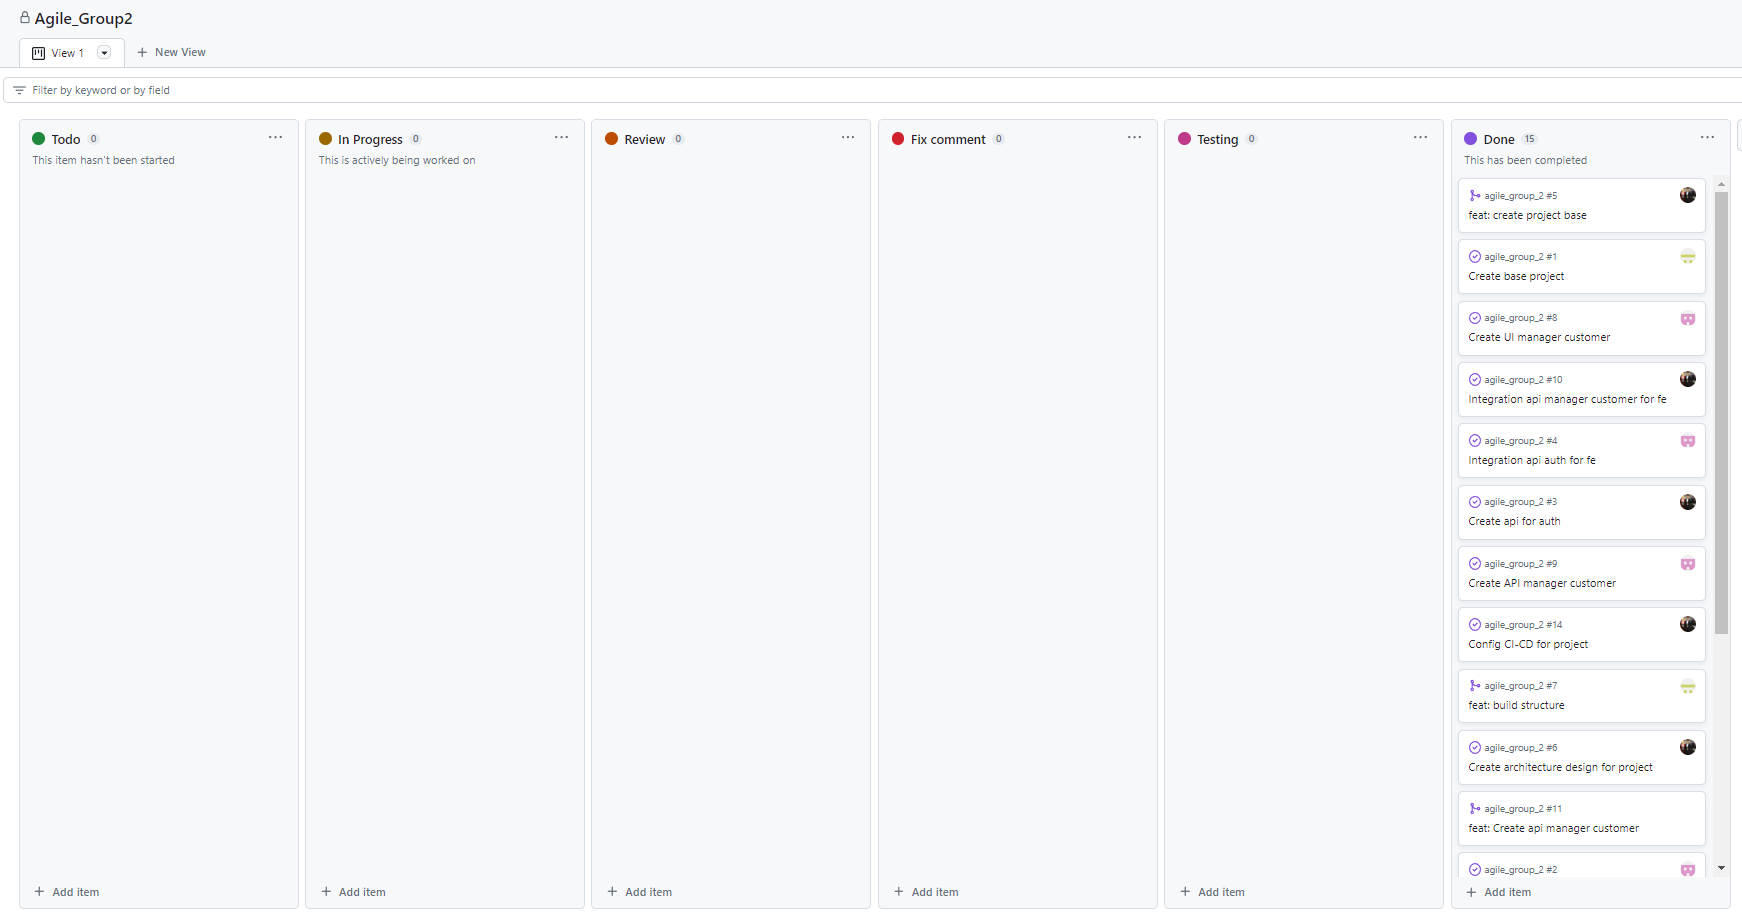 Agile_Group2
View 1
New View
Filter by keyword or by field
Todo 0
This item hasn't been started
Add item
In Progress 0
This is actively being worked on
Add item
Review 0
Add item
Fix comment 0
Add item
Testing 0
Add item
Done 15
This has been completed
agile_group_2 #5
feat: create project base
agile_group_2 #1
Create base project
agile_group_2 #8
Create UI manager customer
agile_group_2 #10
Integration api manager customer for fe
agile_group_2 #4
Integration api auth for fe
agile_group_2 #3
Create api for auth
agile_group_2 #9
Create API manager customer
agile_group_2 #14
Config CI-CD for project
agile_group_2 #7
feat: build structure
agile_group_2 #6
Create architecture design for project
agile_group_2 #11
feat: Create api manager customer
agile_group_2 #2
Add item